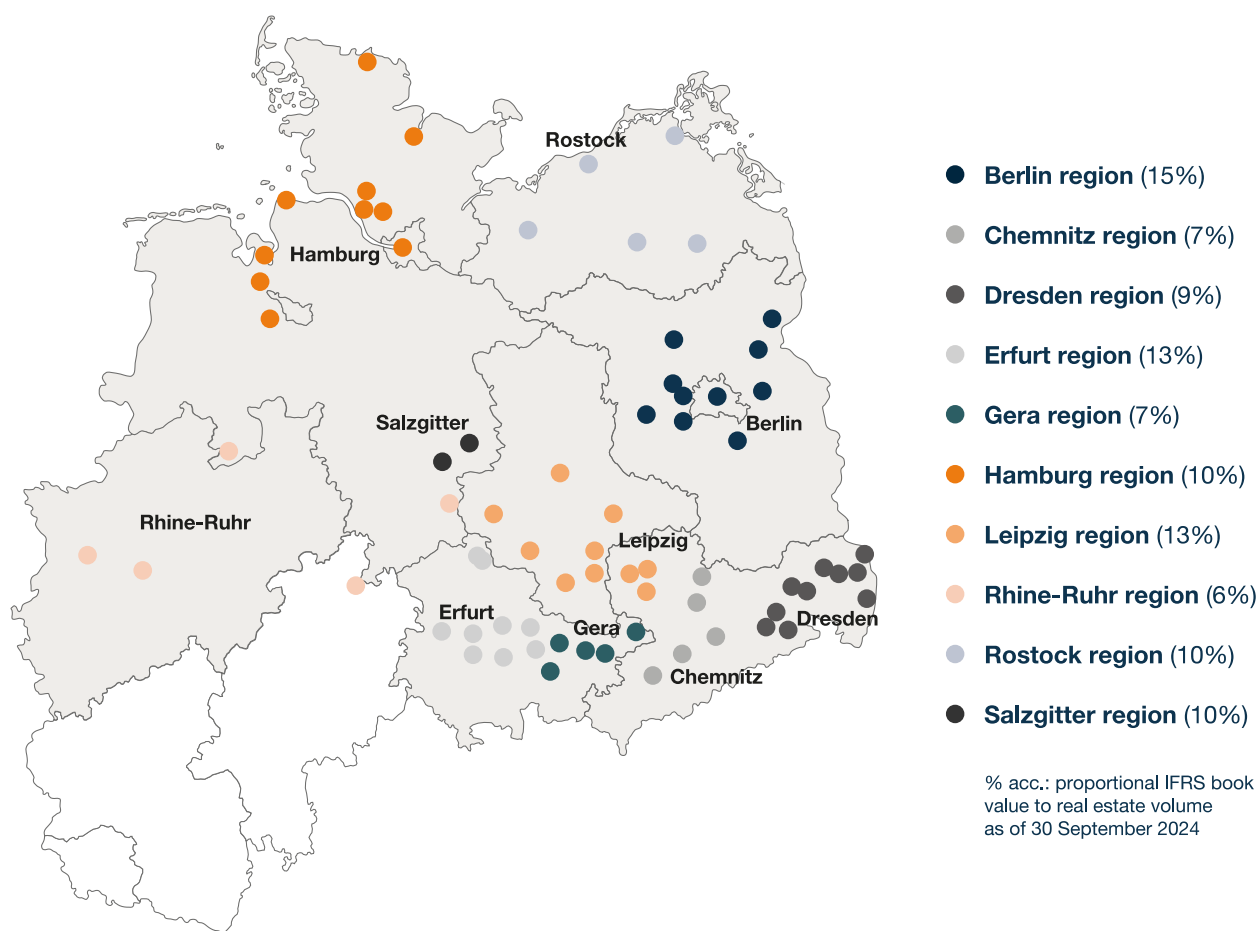 Rostock
Hamburg
Salzgitter
Berlin
Rhine-Ruhr
Leipzig
Erfurt
Gera
Dresden
Chemnitz
Berlin region (15%)
Chemnitz region (7%)
Dresden region (9%)
Erfurt region (13%)
Gera region (7%)
Hamburg region (10%)
Leipzig region (13%)
Rhine-Ruhr region (6%)
Rostock region (10%)
Salzgitter region (10%)
% acc.: proportional IFRS book
value to real estate volume
as of 30 September 2024